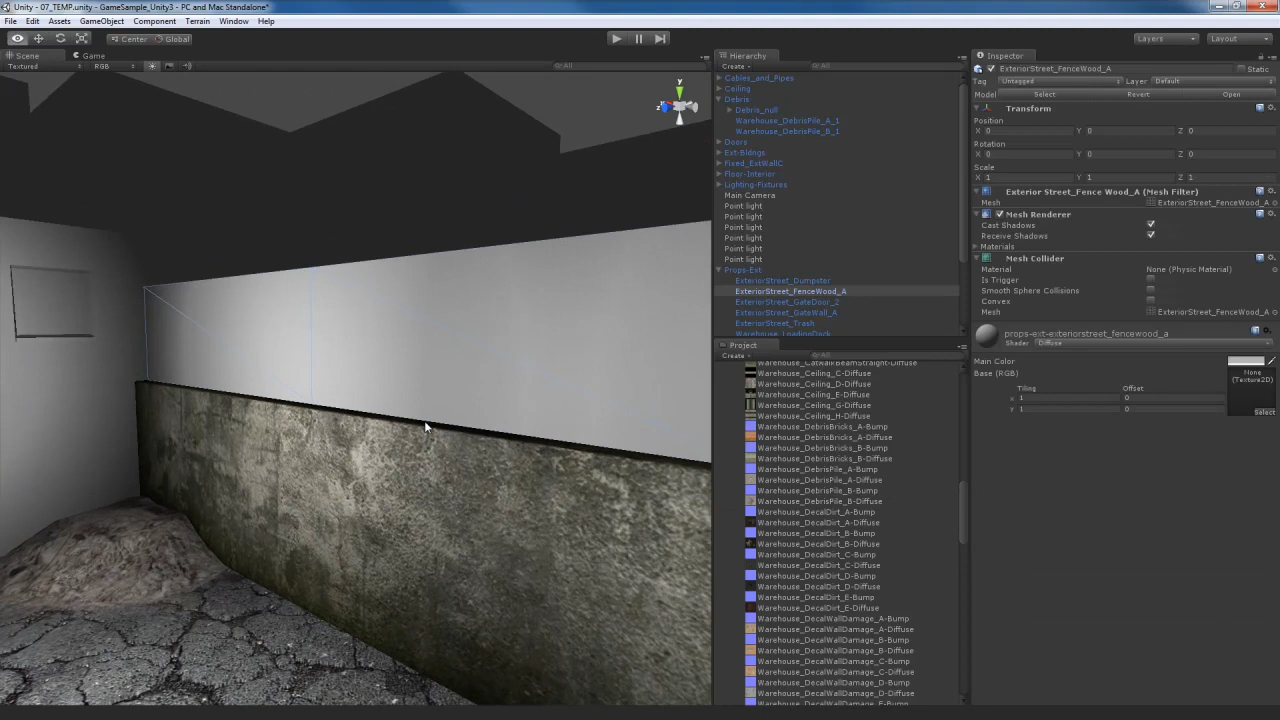 Unity - 07_TEMP.unity - GameSample_Unity3 - PC and Mac Standalone*
File Edit Assets GameObject Component Terrain Window Help
Center Global Layers Layout
Scene Game
Textured RGB All
y
z
Hierarchy
Create All
Cables_and_Pipes
Ceiling
Debris
Debris_null
Warehouse_DebrisPile_A_1
Warehouse_DebrisPile_B_1
Doors
Ext-Bldngs
Fixed_ExtWallC
Floor-Interior
Lighting-Fixtures
Main Camera
Point light
Point light
Point light
Point light
Point light
Point light
Props-Ext
ExteriorStreet_Dumpster
ExteriorStreet_FenceWood_A
ExteriorStreet_GateDoor_2
ExteriorStreet_GateWall_A
ExteriorStreet_Trash
Warehouse_LoadingDock
Project
Create All
Warehouse_CatWalkBeamStraight-Diffuse
Warehouse_Ceiling_C-Diffuse
Warehouse_Ceiling_D-Diffuse
Warehouse_Ceiling_E-Diffuse
Warehouse_Ceiling_G-Diffuse
Warehouse_Ceiling_H-Diffuse
Warehouse_DebrisBricks_A-Bump
Warehouse_DebrisBricks_A-Diffuse
Warehouse_DebrisBricks_B-Bump
Warehouse_DebrisBricks_B-Diffuse
Warehouse_DebrisPile_A-Bump
Warehouse_DebrisPile_A-Diffuse
Warehouse_DebrisPile_B-Bump
Warehouse_DebrisPile_B-Diffuse
Warehouse_DecalDirt_A-Bump
Warehouse_DecalDirt_A-Diffuse
Warehouse_DecalDirt_B-Bump
Warehouse_DecalDirt_B-Diffuse
Warehouse_DecalDirt_C-Bump
Warehouse_DecalDirt_C-Diffuse
Warehouse_DecalDirt_D-Bump
Warehouse_DecalDirt_D-Diffuse
Warehouse_DecalDirt_E-Bump
Warehouse_DecalDirt_E-Diffuse
Warehouse_DecalWallDamage_A-Bump
Warehouse_DecalWallDamage_A-Diffuse
Warehouse_DecalWallDamage_B-Bump
Warehouse_DecalWallDamage_B-Diffuse
Warehouse_DecalWallDamage_C-Bump
Warehouse_DecalWallDamage_C-Diffuse
Warehouse_DecalWallDamage_D-Bump
Warehouse_DecalWallDamage_D-Diffuse
Warehouse_DecalWallDamage_E-Bump
Inspector
ExteriorStreet_FenceWood_A Static
Tag Untagged Layer Default
Model Select Revert Open
Transform
Position
X 0 Y 0 Z 0
Rotation
X 0 Y 0 Z 0
Scale
X 1 Y 1 Z 1
Exterior Street_Fence Wood_A (Mesh Filter)
Mesh ExteriorStreet_FenceWood_A
Mesh Renderer
Cast Shadows
Receive Shadows
Materials
Mesh Collider
Material None (Physic Material)
Is Trigger
Smooth Sphere Collisions
Convex
Mesh ExteriorStreet_FenceWood_A
props-ext-exteriorstreet_fencewood_a
Shader Diffuse
Main Color
Base (RGB) None (Texture2D)
Tiling Offset
x 1 0
y 1 0
Select